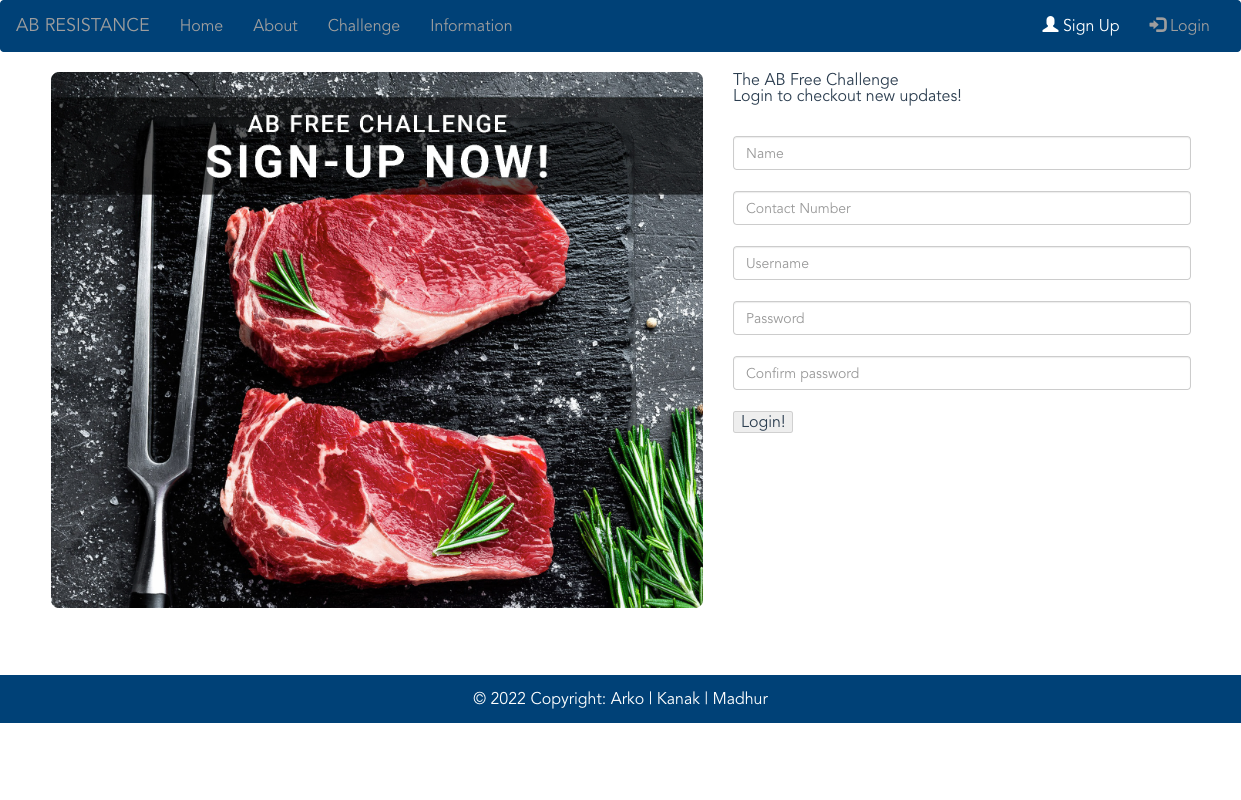 AB RESISTANCE Home About Challenge Information Sign Up Login
AB FREE CHALLENGE
SIGN-UP NOW!
The AB Free Challenge
Login to checkout new updates!
Name
Contact Number
Username
Password
Confirm password
Login!
© 2022 Copyright: Arko | Kanak | Madhur